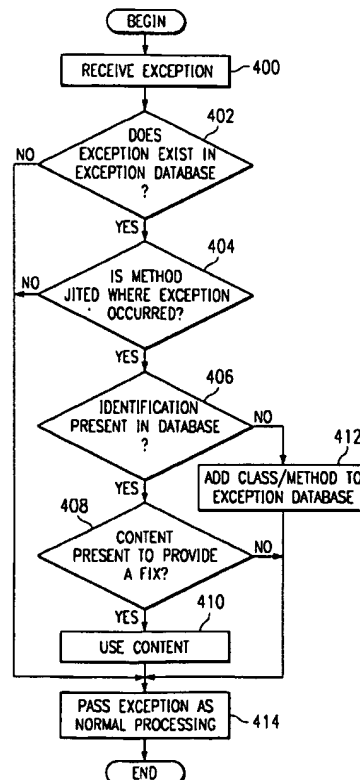 BEGIN
RECEIVE EXCEPTION
400
402
DOES
EXCEPTION EXIST IN
EXCEPTION DATABASE
?
NO
YES
404
IS METHOD
JITED WHERE EXCEPTION
OCCURRED?
NO
YES
406
IDENTIFICATION
PRESENT IN DATABASE
?
NO
YES
412
ADD CLASS/METHOD TO
EXCEPTION DATABASE
408
CONTENT
PRESENT TO PROVIDE
A FIX?
NO
YES
410
USE CONTENT
PASS EXCEPTION AS
NORMAL PROCESSING
414
END